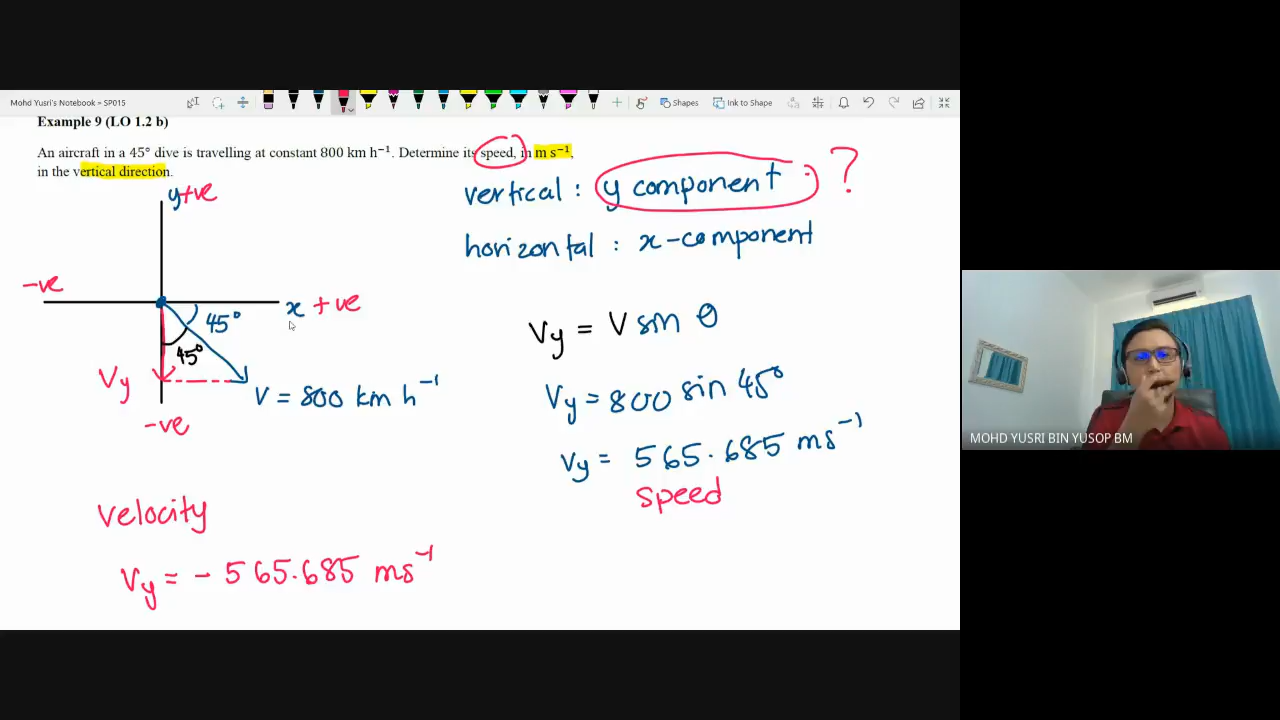 Mohd Yusri's Notebook » SP015
Shapes
Ink to Shape
Example 9 (LO 1.2 b)
An aircraft in a 45° dive is travelling at constant 800 km h⁻¹. Determine its speed, in m s⁻¹,
in the vertical direction.
y +ve
vertical : y component ?
horizontal : x-component
-ve
x +ve
45°
45°
Vy
V = 800 km h⁻¹
-ve
Vy = V sin θ
Vy = 800 sin 45°
Vy = 565.685 ms⁻¹
speed
velocity
Vy = - 565.685 ms⁻¹
MOHD YUSRI BIN YUSOP BM